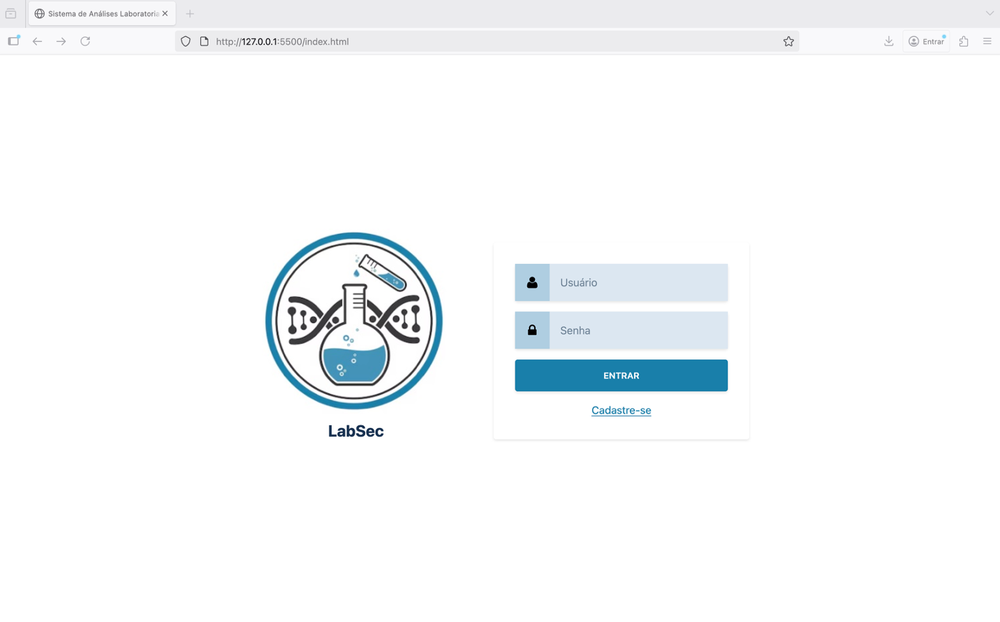 Sistema de Análises Laboratoria
http://127.0.0.1:5500/index.html
Entrar
Usuário
Senha
ENTRAR
Cadastre-se
LabSec